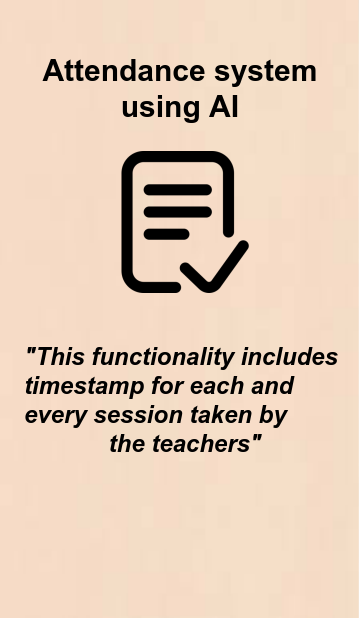 Attendance system
using AI
"This functionality includes
timestamp for each and
every session taken by
the teachers"